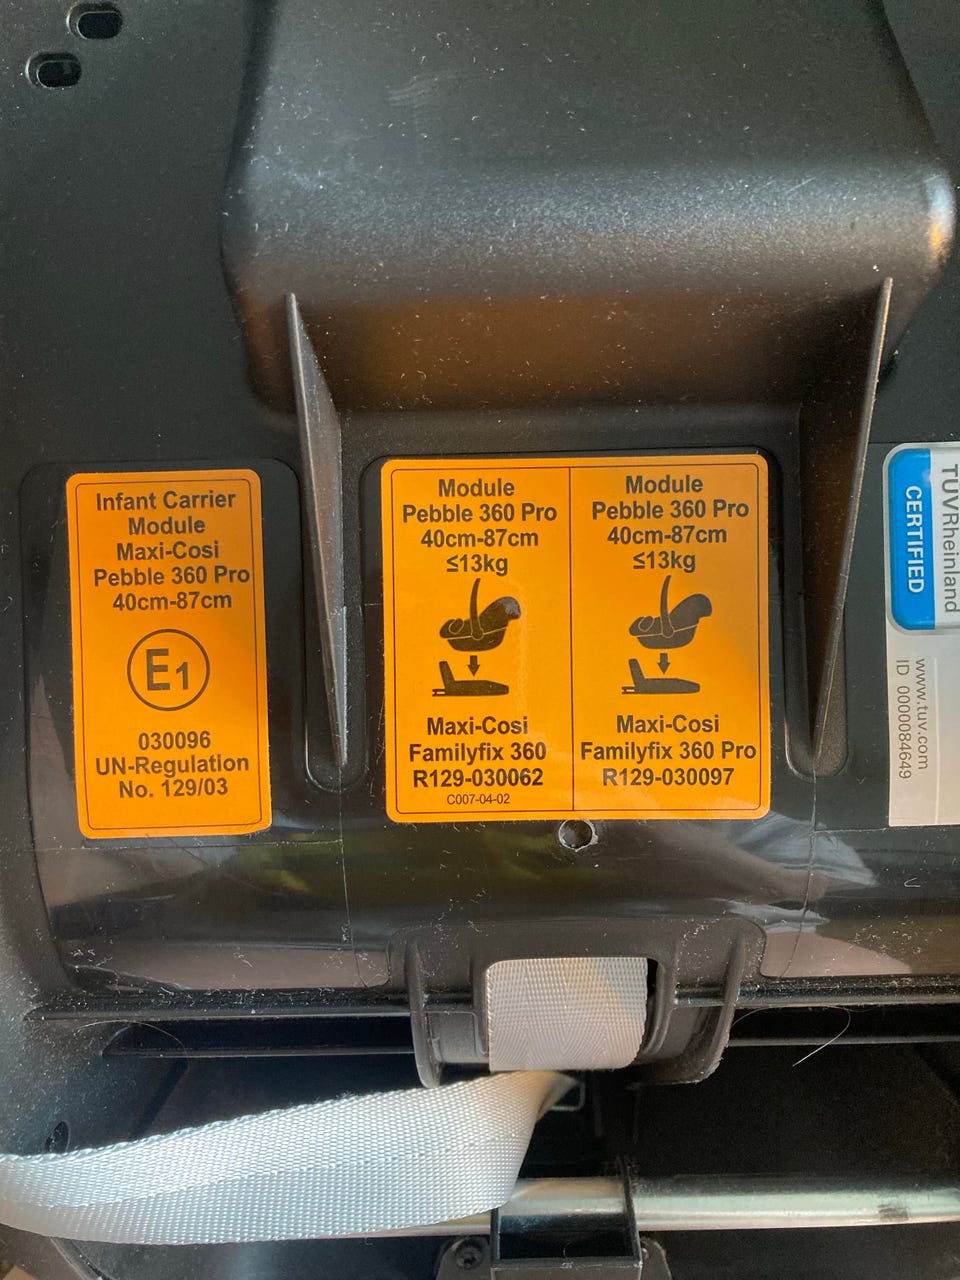 Infant Carrier
Module
Maxi-Cosi
Pebble 360 Pro
40cm-87cm
E1
030096
UN-Regulation
No. 129/03
Module
Pebble 360 Pro
40cm-87cm
≤13kg
Maxi-Cosi
Familyfix 360
R129-030062
C007-04-02
Module
Pebble 360 Pro
40cm-87cm
≤13kg
Maxi-Cosi
Familyfix 360 Pro
R129-030097
TÜVRheinland
CERTIFIED
www.tuv.com
ID 0000084649